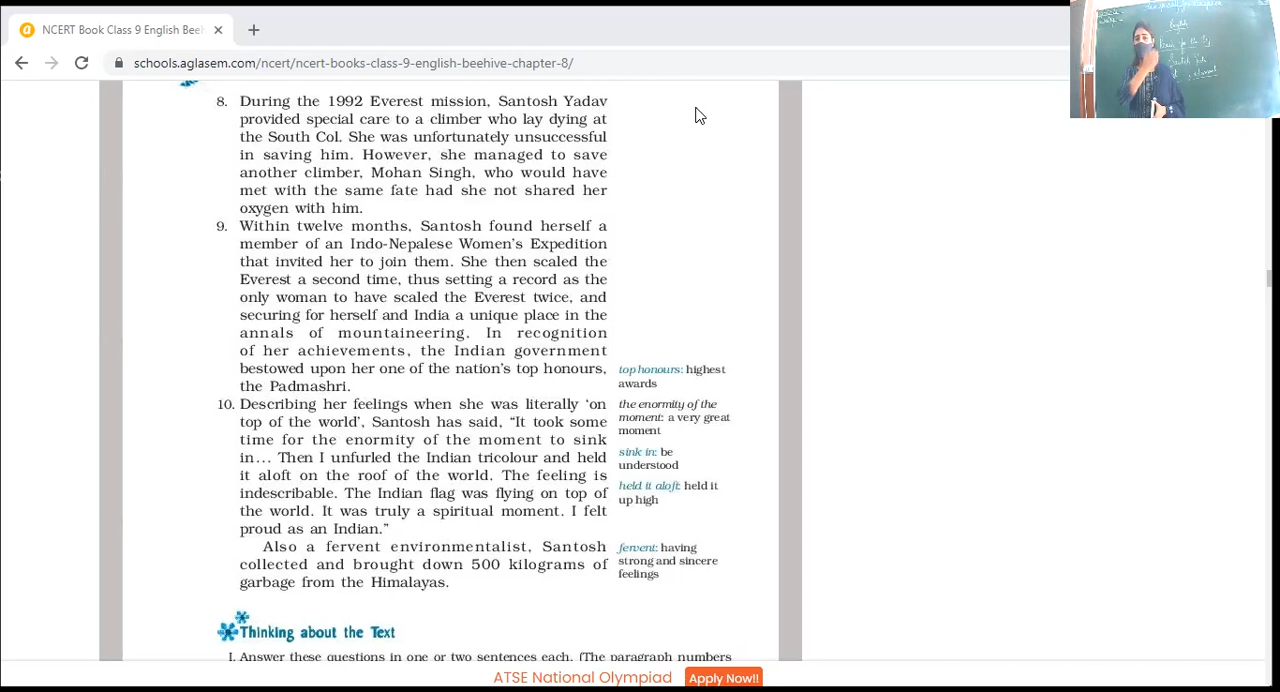 NCERT Book Class 9 English Beeh
schools.aglasem.com/ncert/ncert-books-class-9-english-beehive-chapter-8/
English
8. During the 1992 Everest mission, Santosh Yadav
provided special care to a climber who lay dying at
the South Col. She was unfortunately unsuccessful
in saving him. However, she managed to save
another climber, Mohan Singh, who would have
met with the same fate had she not shared her
oxygen with him.
9. Within twelve months, Santosh found herself a
member of an Indo-Nepalese Women's Expedition
that invited her to join them. She then scaled the
Everest a second time, thus setting a record as the
only woman to have scaled the Everest twice, and
securing for herself and India a unique place in the
annals of mountaineering. In recognition
of her achievements, the Indian government
bestowed upon her one of the nation's top honours,
the Padmashri.
top honours: highest
awards
10. Describing her feelings when she was literally 'on
top of the world', Santosh has said, “It took some
time for the enormity of the moment to sink
in... Then I unfurled the Indian tricolour and held
it aloft on the roof of the world. The feeling is
indescribable. The Indian flag was flying on top of
the world. It was truly a spiritual moment. I felt
proud as an Indian.”
the enormity of the
moment: a very great
moment
sink in: be
understood
held it aloft: held it
up high
Also a fervent environmentalist, Santosh
collected and brought down 500 kilograms of
garbage from the Himalayas.
fervent: having
strong and sincere
feelings
Thinking about the Text
I. Answer these questions in one or two sentences each. (The paragraph numbers
ATSE National Olympiad Apply Now!!